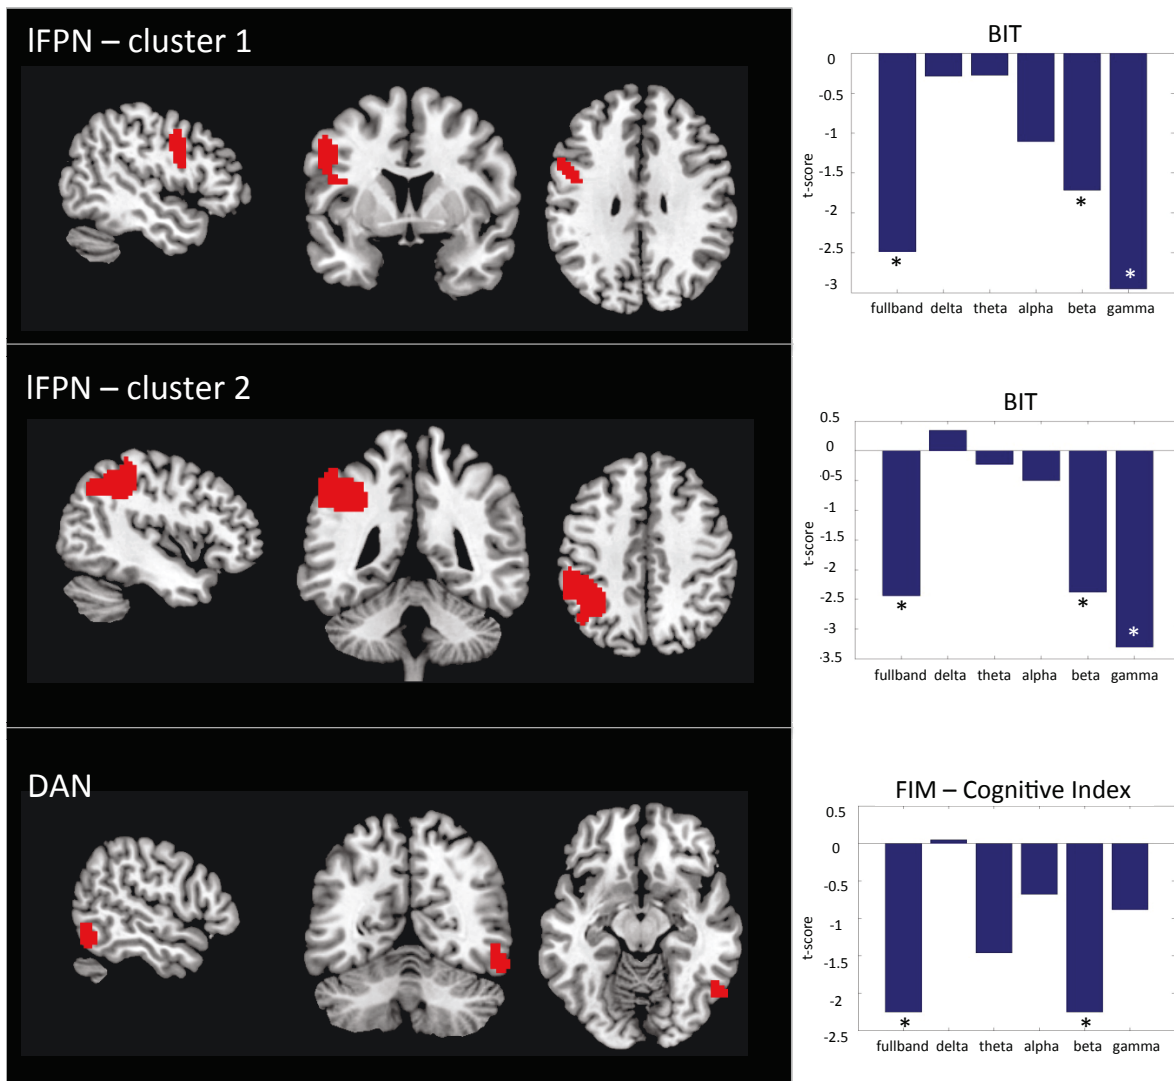 lFPN – cluster 1
BIT
0
-0.5
-1
-1.5
-2
-2.5
-3
t-score
*
*
*
fullband delta theta alpha beta gamma
lFPN – cluster 2
BIT
0.5
0
-0.5
-1
-1.5
-2
-2.5
-3
-3.5
t-score
*
*
*
fullband delta theta alpha beta gamma
DAN
FIM – Cognitive Index
0.5
0
-0.5
-1
-1.5
-2
-2.5
t-score
*
*
fullband delta theta alpha beta gamma